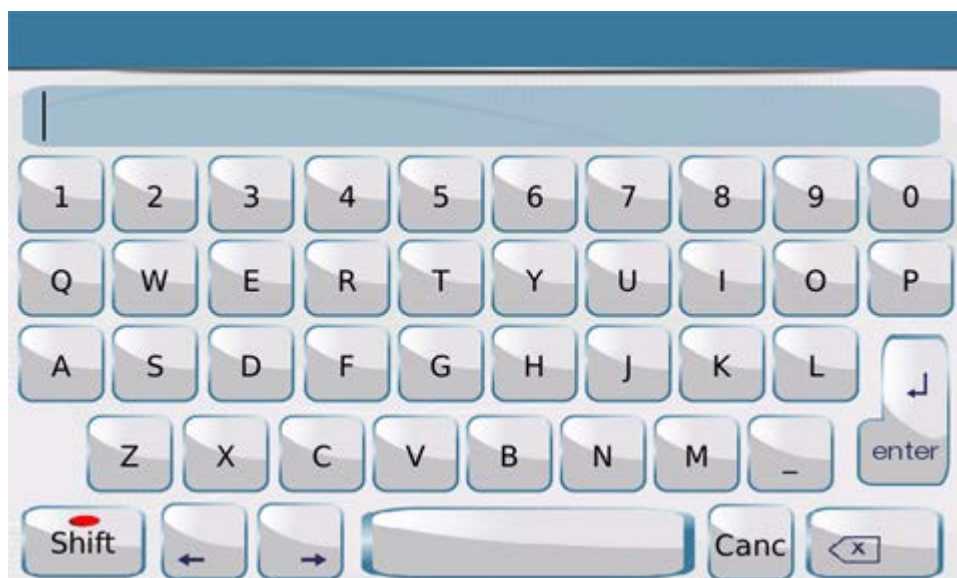 1 2 3 4 5 6 7 8 9 0
Q W E R T Y U I O P
A S D F G H J K L
enter
Z X C V B N M _
Shift ← → Canc x